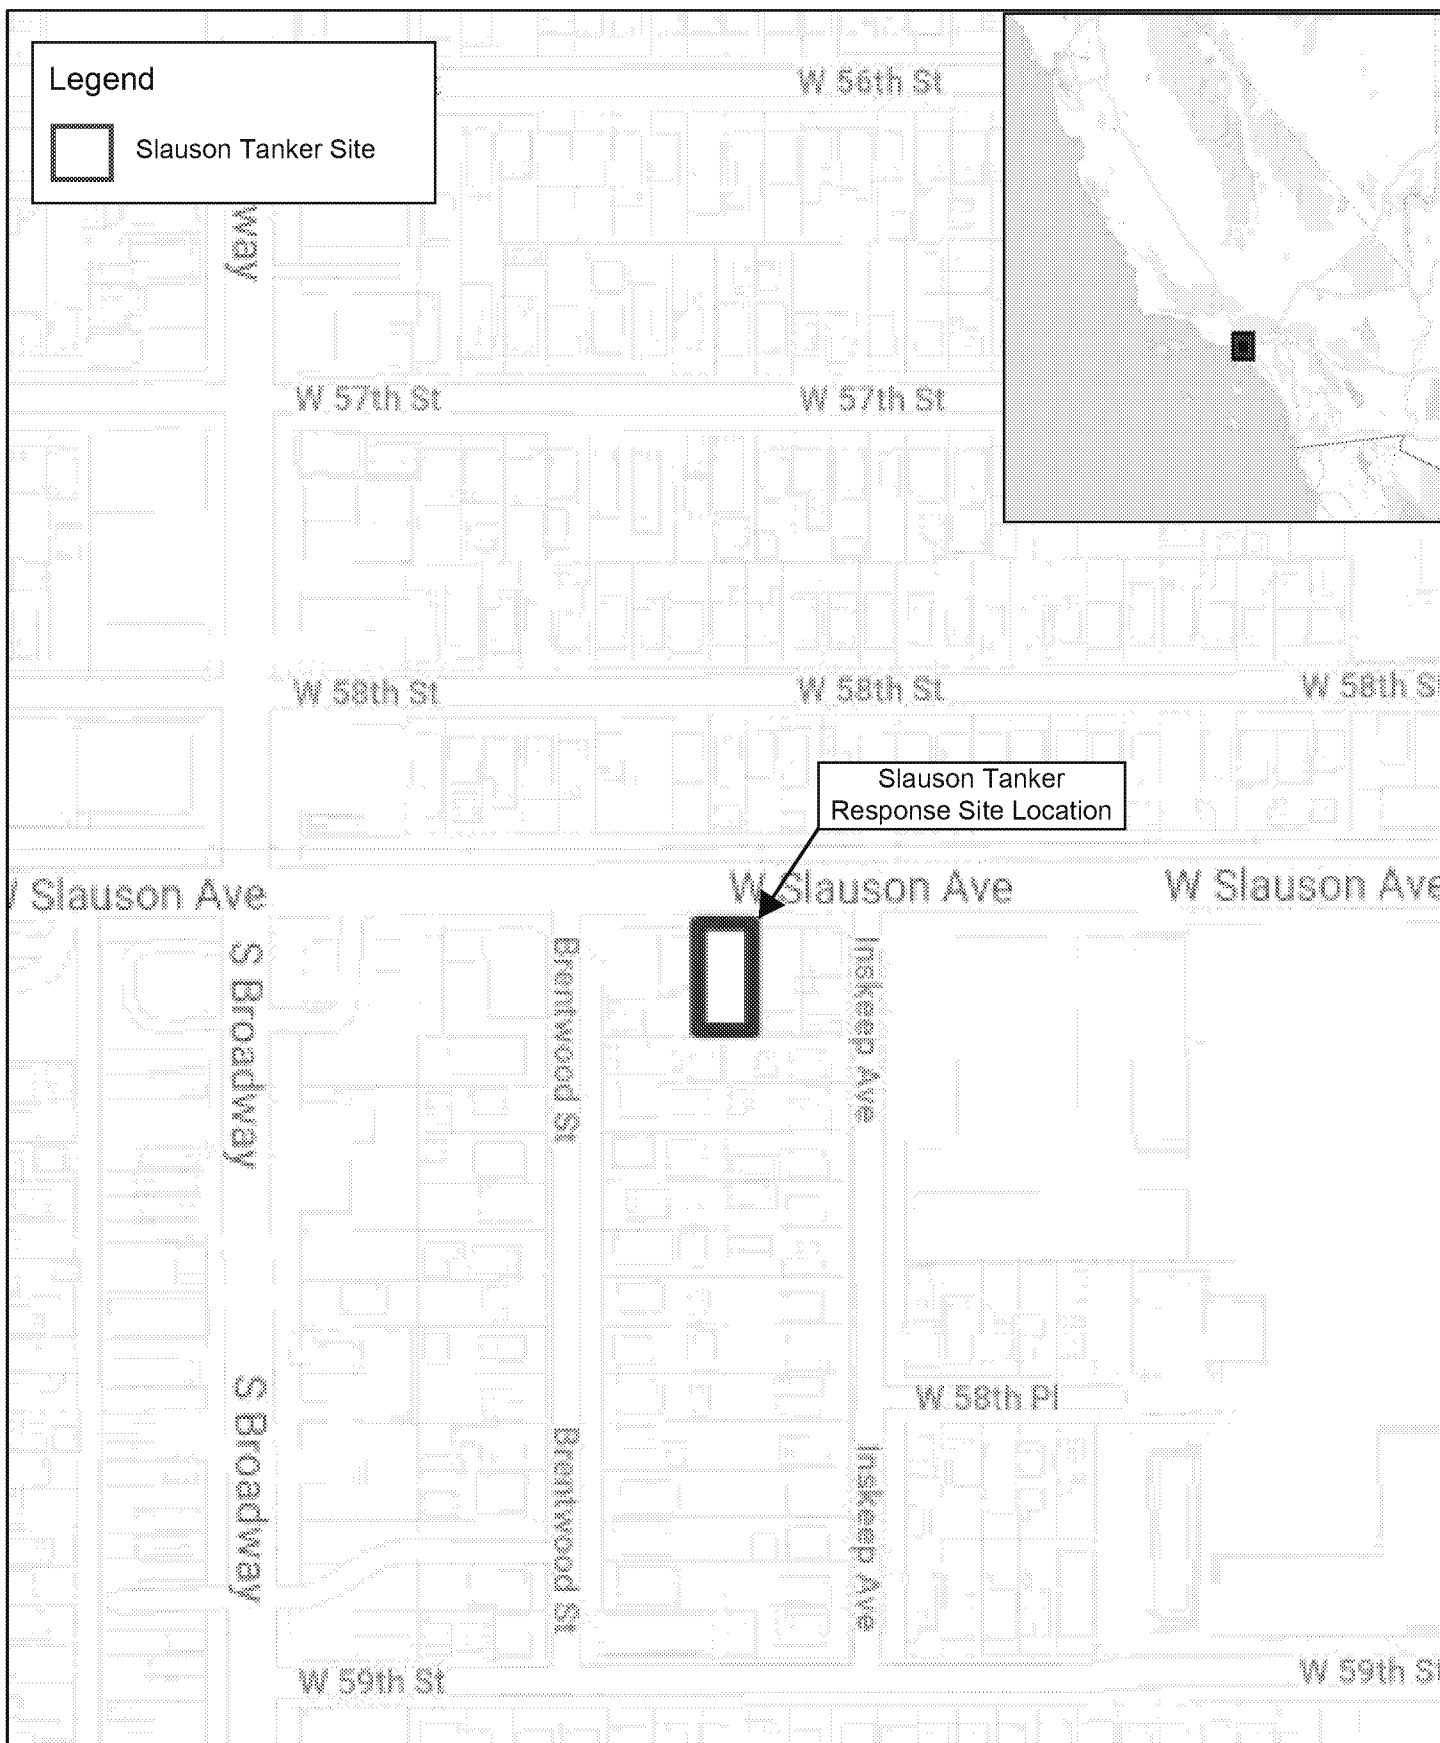 Legend
Slauson Tanker Site
W 56th St
way
W 57th St
W 57th St
W 58th St
W 58th St
W 58th St
Slauson Tanker
Response Site Location
W Slauson Ave
W Slauson Ave
W Slauson Ave
S Broadway
Brentwood St
Inskeep Ave
S Broadway
W 58th Pl
Brentwood St
Inskeep Ave
W 59th St
W 59th St